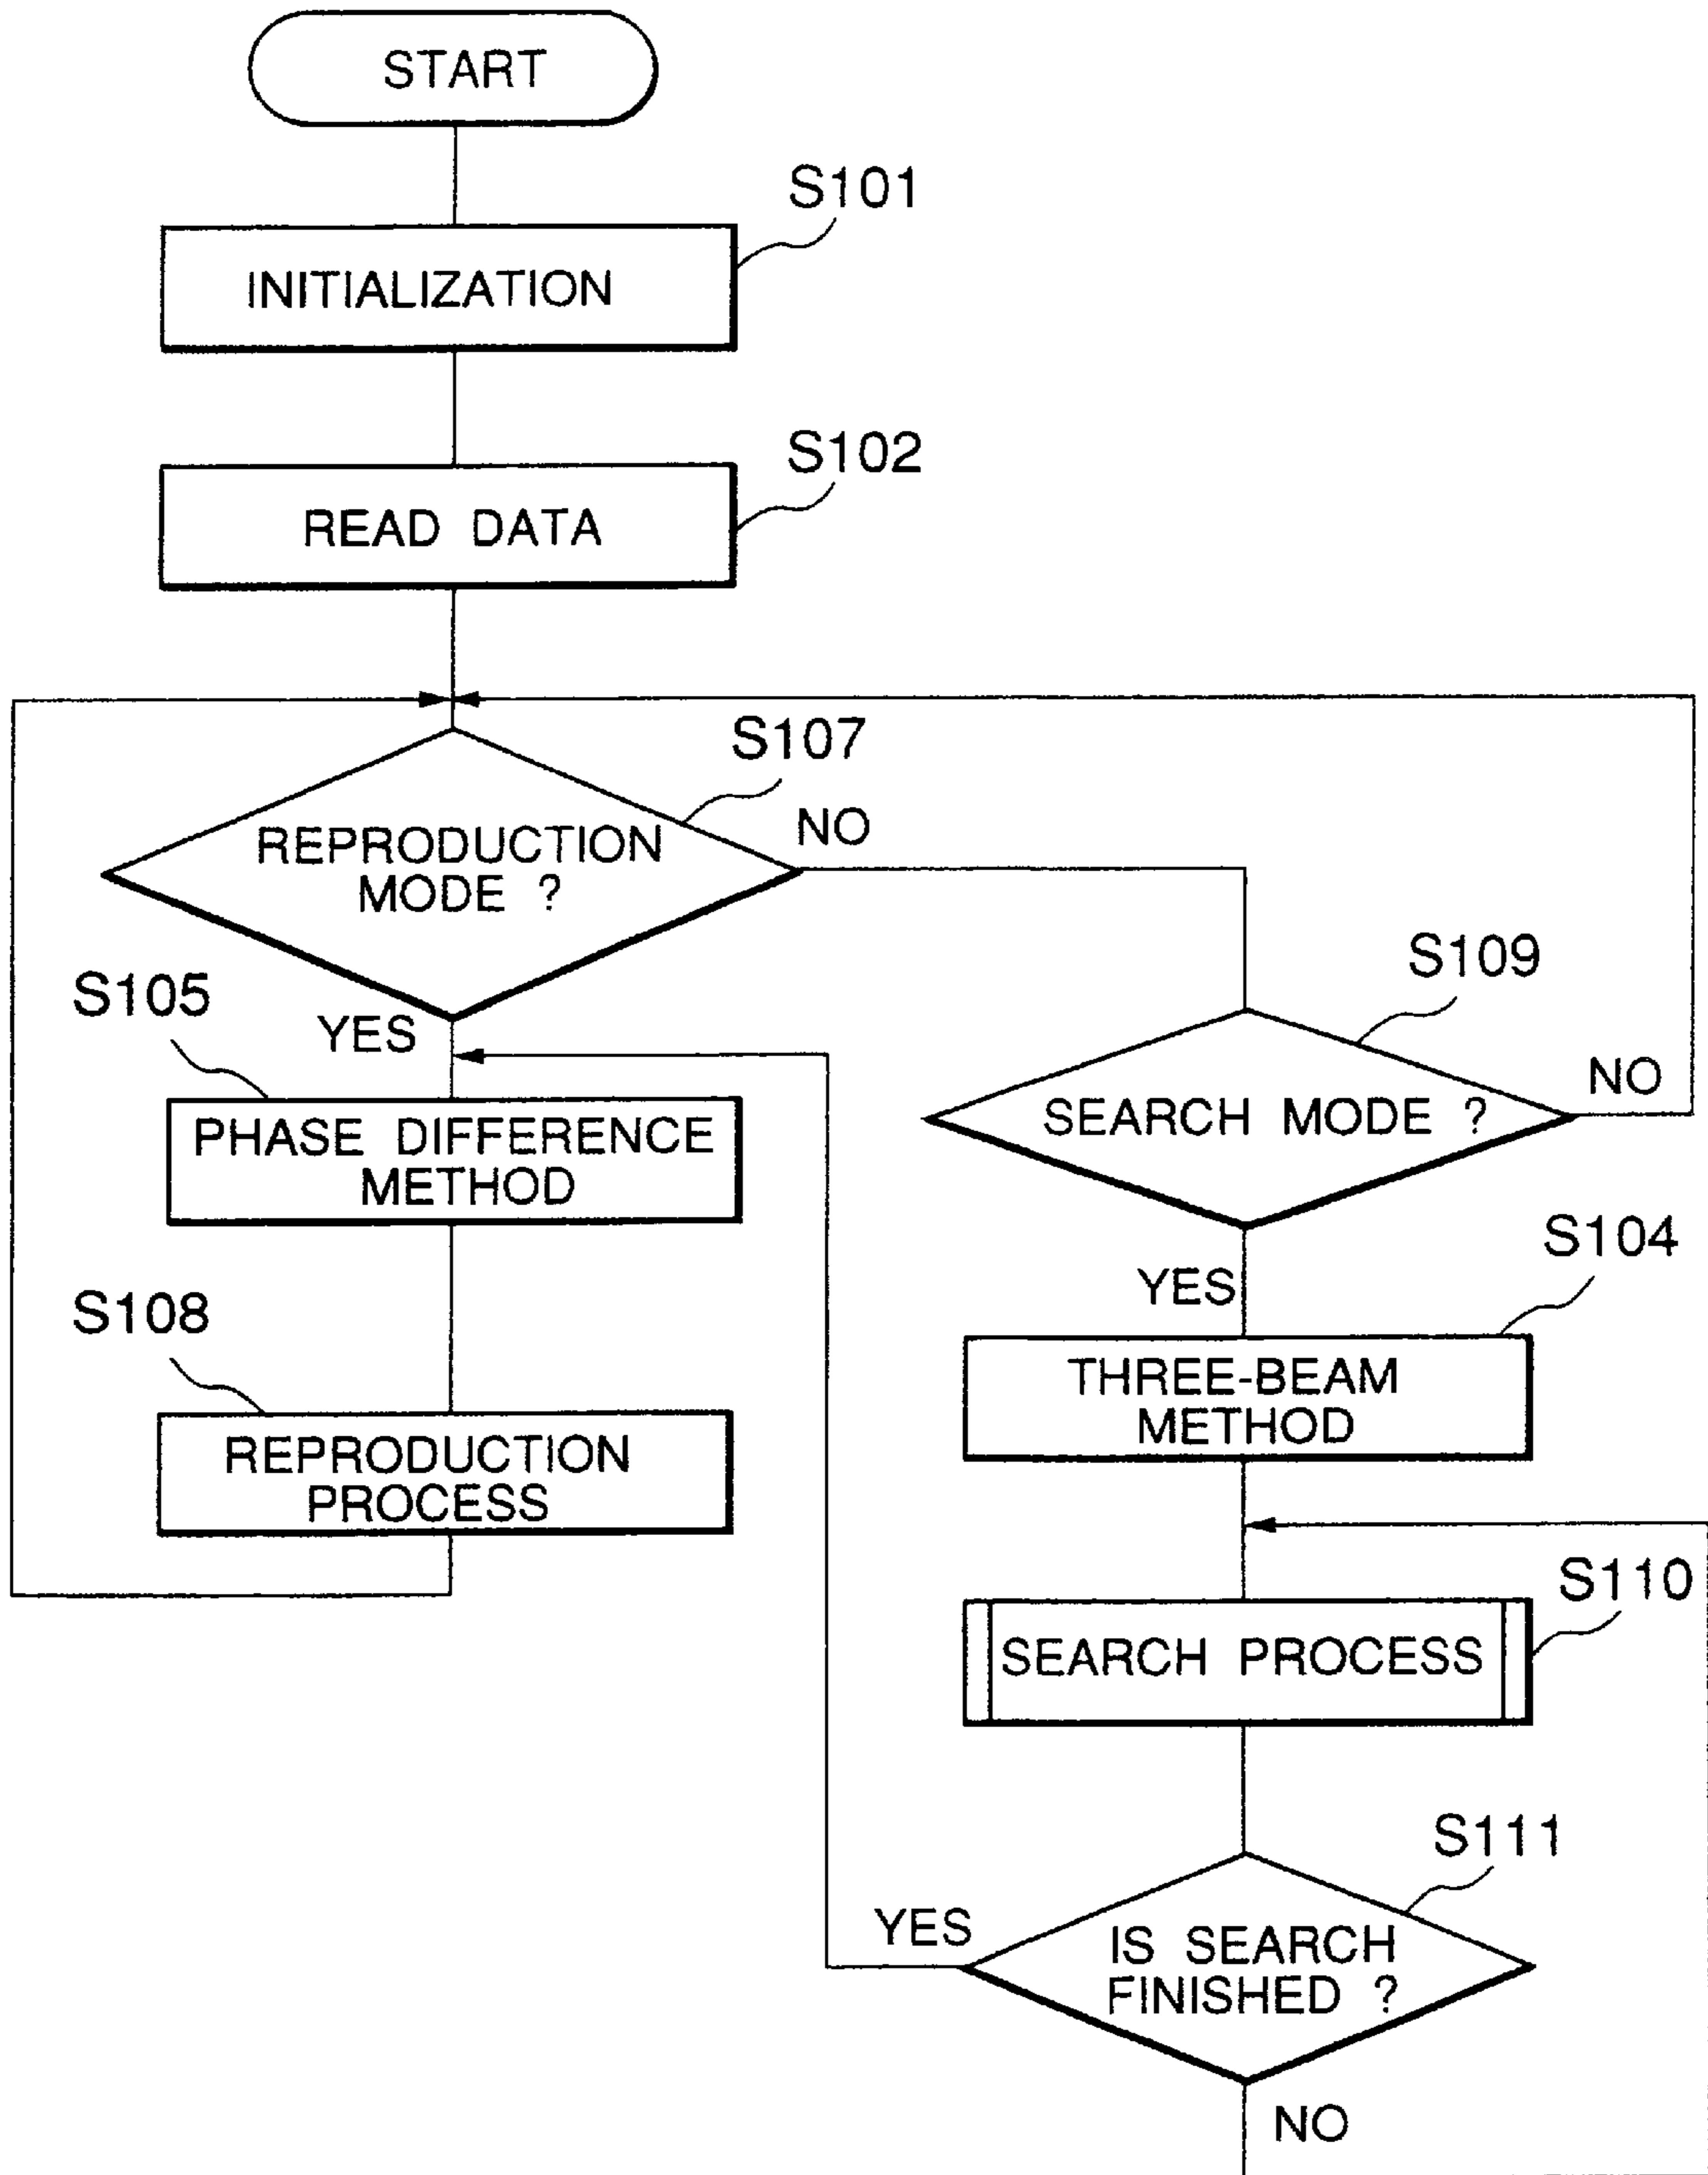 START
S101
INITIALIZATION
S102
READ DATA
S107
REPRODUCTION
MODE ?
NO
S109
S105
YES
SEARCH MODE ?
NO
PHASE DIFFERENCE
METHOD
S104
YES
S108
THREE-BEAM
METHOD
REPRODUCTION
PROCESS
S110
SEARCH PROCESS
S111
YES
IS SEARCH
FINISHED ?
NO